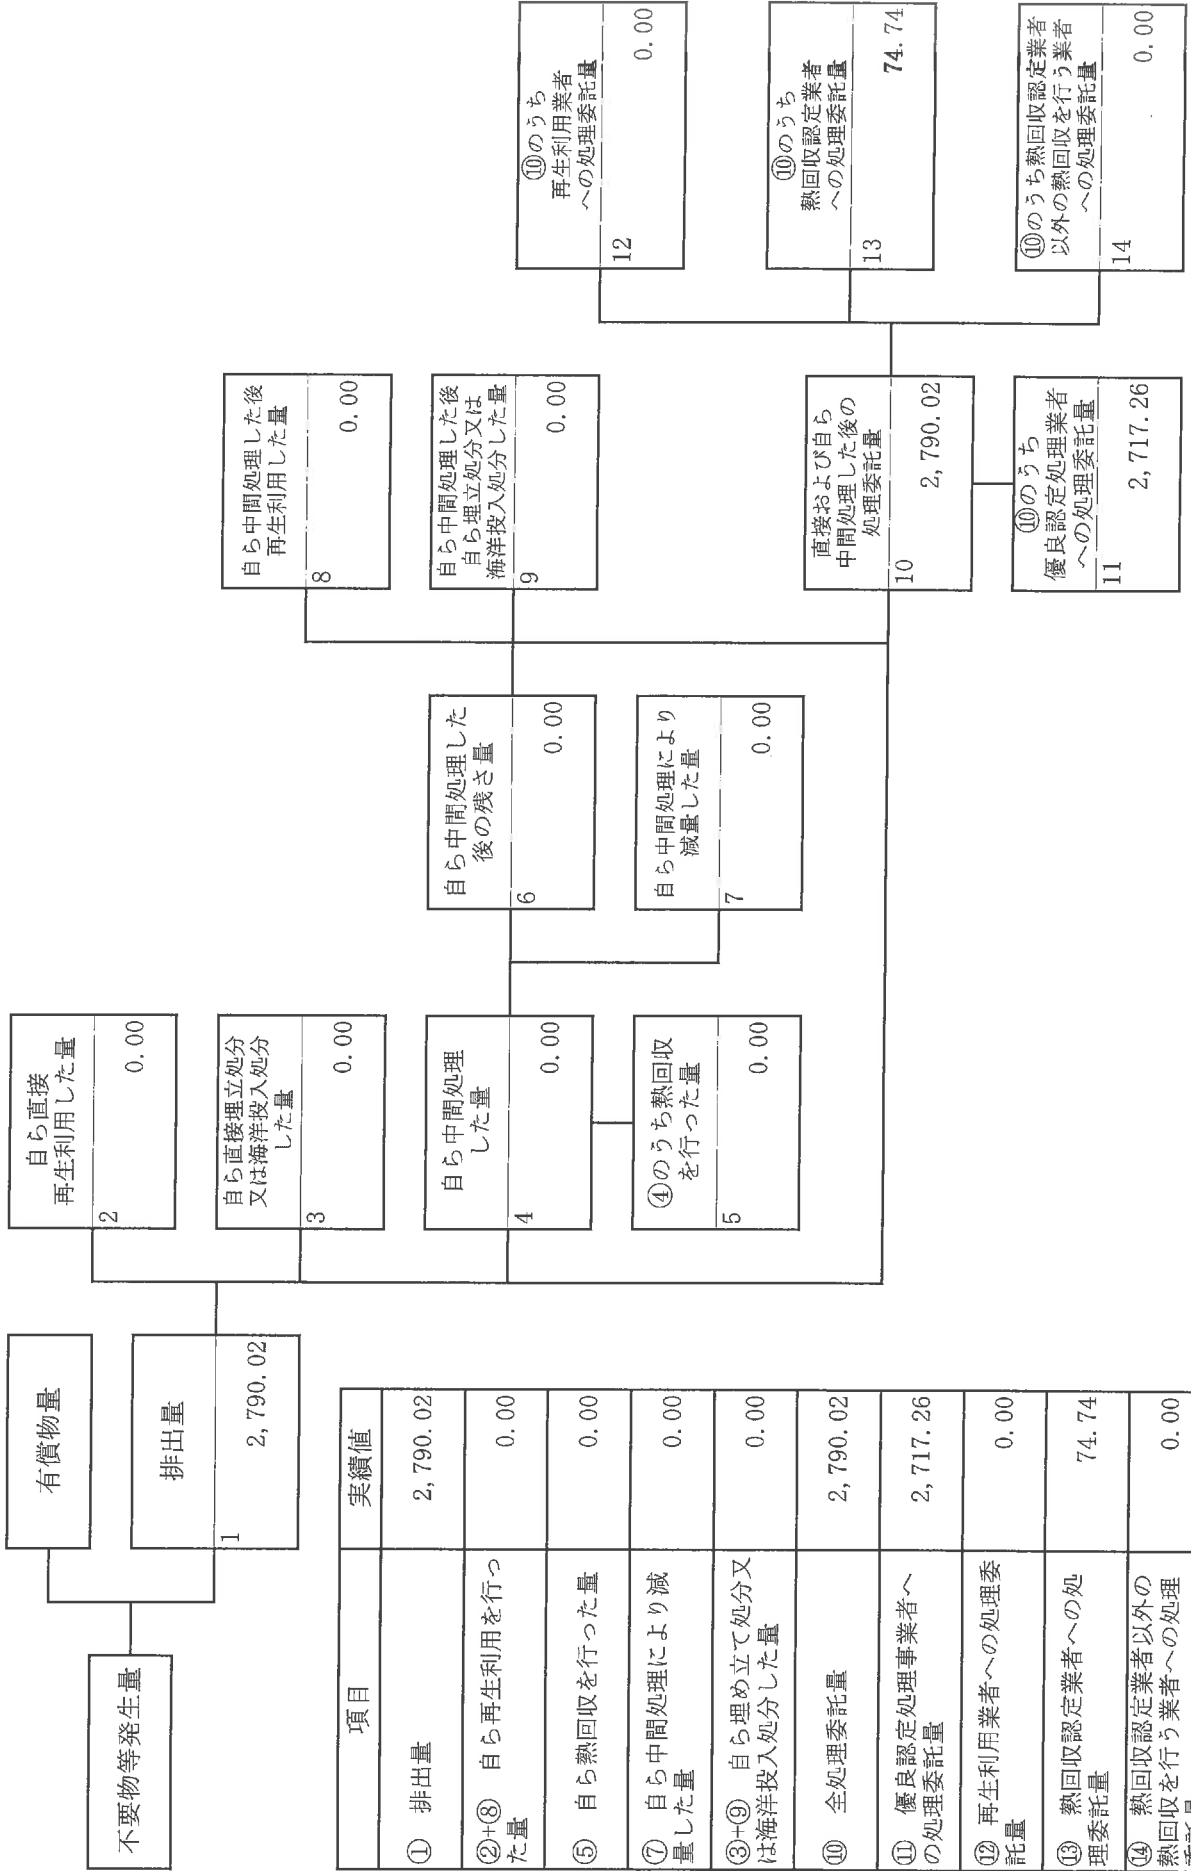 不要物等発生量
有償物量
排出量
1
2,790.02
自ら直接
再生利用した量
2
0.00
自ら直接埋立処分
又は海洋投入処分
した量
3
0.00
自ら中間処理
した量
4
0.00
④のうち熱回収
を行った量
5
0.00
自ら中間処理した
後の残さ量
6
0.00
自ら中間処理により
減量した量
7
0.00
自ら中間処理した後
再生利用した量
8
0.00
自ら中間処理した後
自ら埋立処分又は
海洋投入処分した量
9
0.00
直接および自ら
中間処理した後の
処理委託量
10
2,790.02
⑩のうち
優良認定処理業者
への処理委託量
11
2,717.26
⑩のうち
再生利用業者
への処理委託量
12
0.00
⑩のうち
熱回収認定業者
への処理委託量
13
74.74
⑩のうち熱回収認定業者
以外の熱回収を行う業者
への処理委託量
14
0.00
項目 実績値
① 排出量 2,790.02
②+⑧ 自ら再生利用を行っ
た量 0.00
⑤ 自ら熱回収を行った量 0.00
⑦ 自ら中間処理により減
量した量 0.00
③+⑨ 自ら埋め立て処分又
は海洋投入処分した量 0.00
⑩ 全処理委託量 2,790.02
⑪ 優良認定処理事業者へ
の処理委託量 2,717.26
⑫ 再生利用業者への処理委
託量 0.00
⑬ 熱回収認定業者への処
理委託量 74.74
⑭ 熱回収認定業者以外の
熱回収を行う業者への処理
委託量 0.00